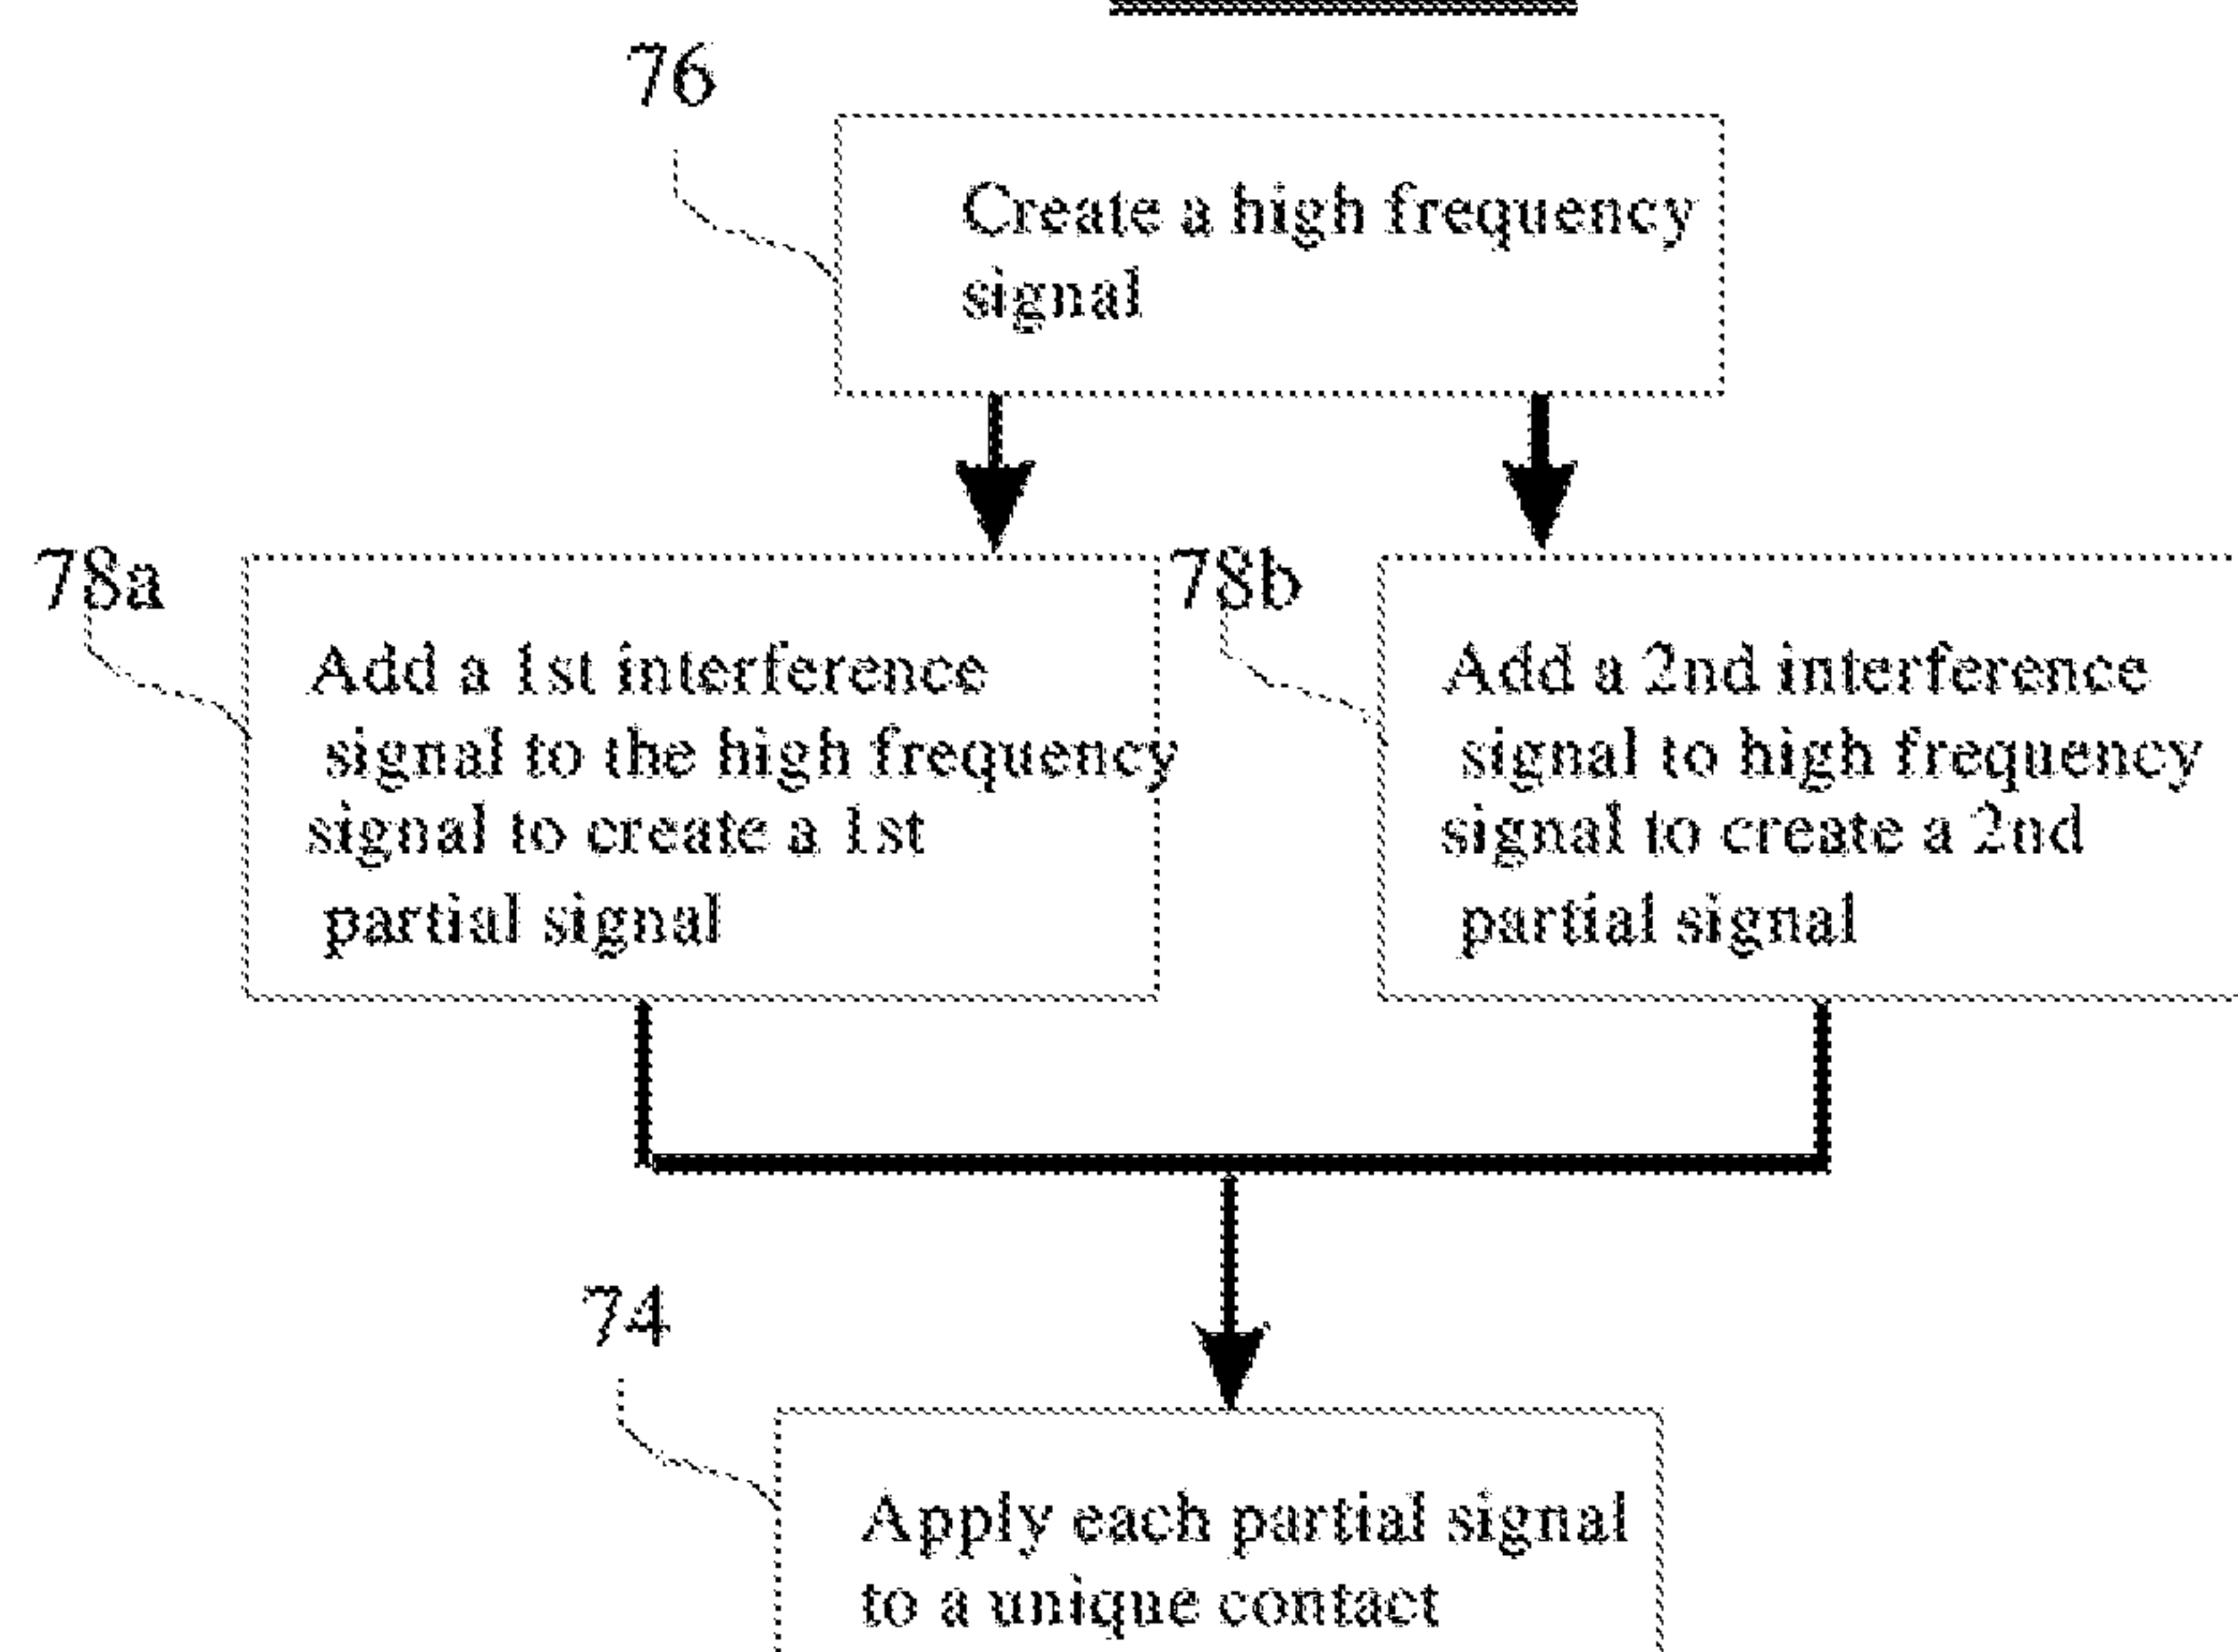 76
Create a high frequency
signal
78a
Add a 1st interference
signal to the high frequency
signal to create a 1st
partial signal
78b
Add a 2nd interference
signal to high frequency
signal to create a 2nd
partial signal
74
Apply each partial signal
to a unique contact